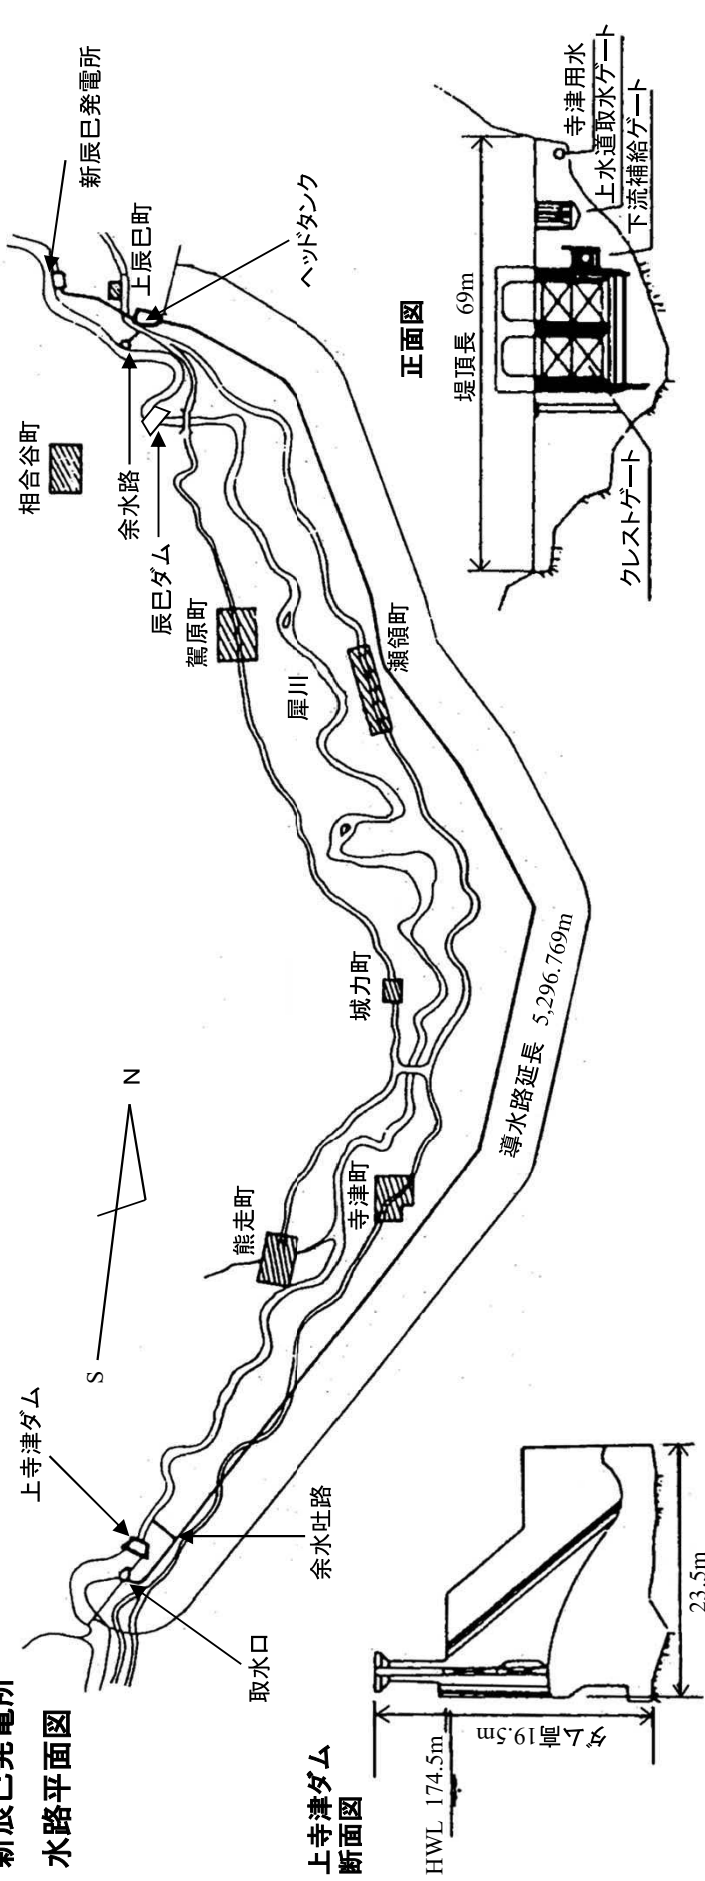 新辰巳発電所
水路平面図
上寺津ダム
取水口
余水吐路
S
N
熊走町
寺津町
城力町
導水路延長 5,296.769m
犀川
瀬領町
駕原町
辰巳ダム
余水路
相合谷町
新辰巳発電所
上辰巳町
ヘッドタンク
上寺津ダム
断面図
HWL 174.5m
ダム高19.5m
23.5m
正面図
堤頂長 69m
クレストゲート
寺津用水
上水道取水ゲート
下流補給ゲート